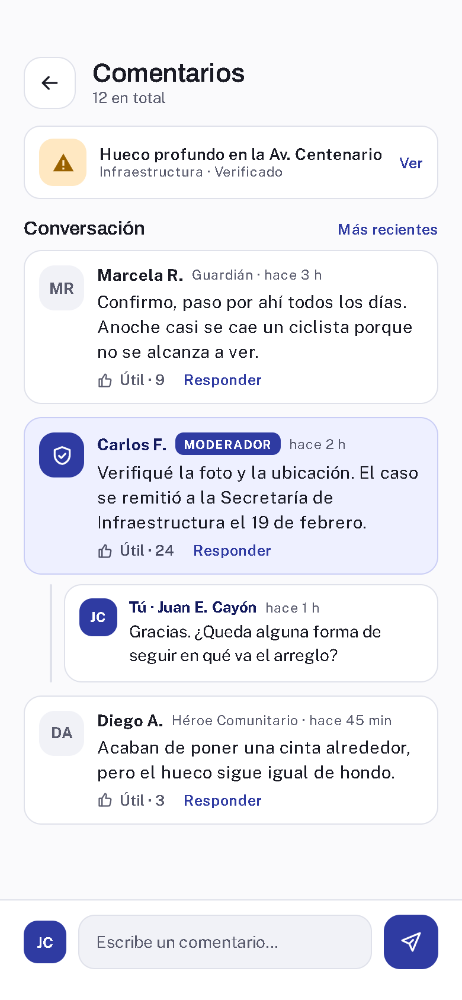 Comentarios
12 en total
Hueco profundo en la Av. Centenario
Infraestructura · Verificado
Ver
Conversación
Más recientes
MR
Marcela R. Guardián · hace 3 h
Confirmo, paso por ahí todos los días.
Anoche casi se cae un ciclista porque
no se alcanza a ver.
Útil · 9 Responder
Carlos F. MODERADOR hace 2 h
Verifiqué la foto y la ubicación. El caso
se remitió a la Secretaría de
Infraestructura el 19 de febrero.
Útil · 24 Responder
JC
Tú · Juan E. Cayón hace 1 h
Gracias. ¿Queda alguna forma de
seguir en qué va el arreglo?
DA
Diego A. Héroe Comunitario · hace 45 min
Acaban de poner una cinta alrededor,
pero el hueco sigue igual de hondo.
Útil · 3 Responder
JC
Escribe un comentario...